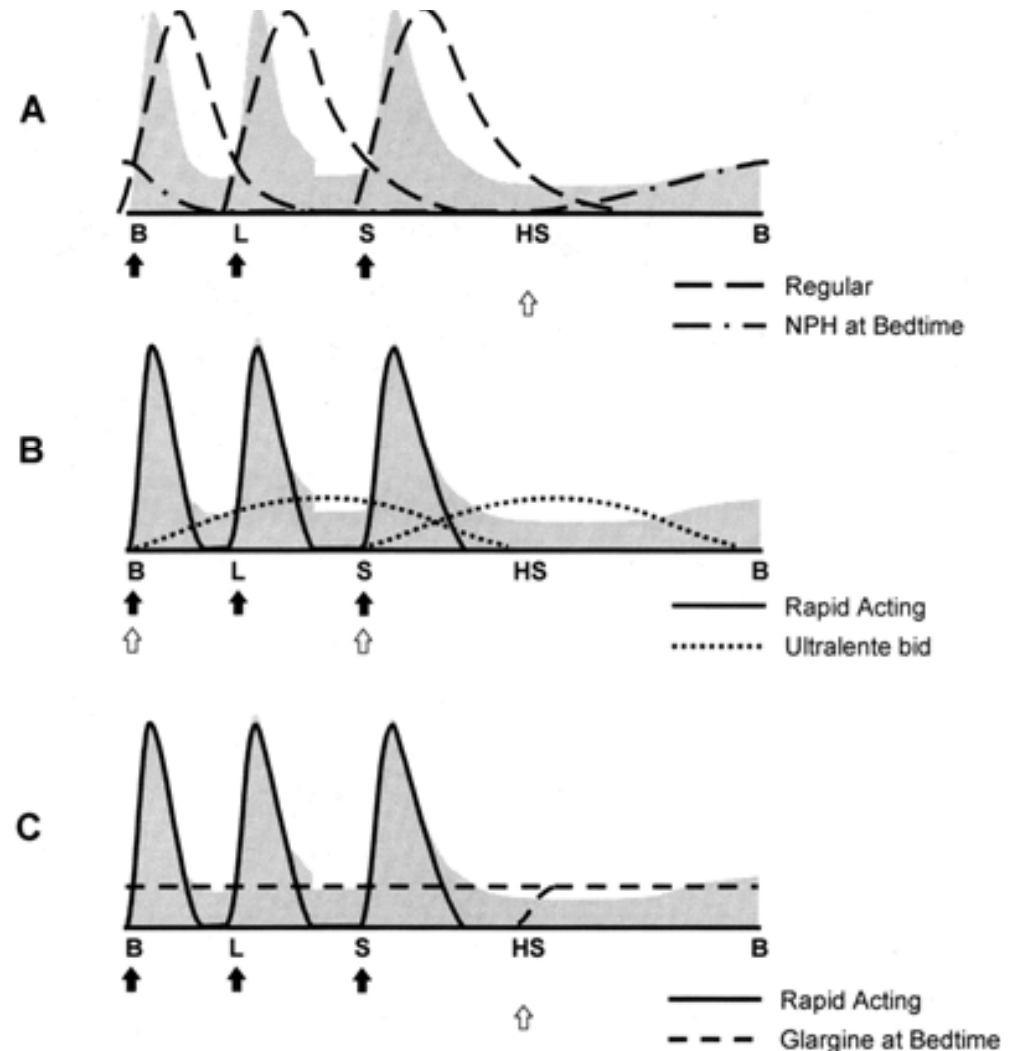 A
B L S HS B
Regular
NPH at Bedtime
B
B L S HS B
Rapid Acting
Ultralente bid
C
B L S HS B
Rapid Acting
Glargine at Bedtime